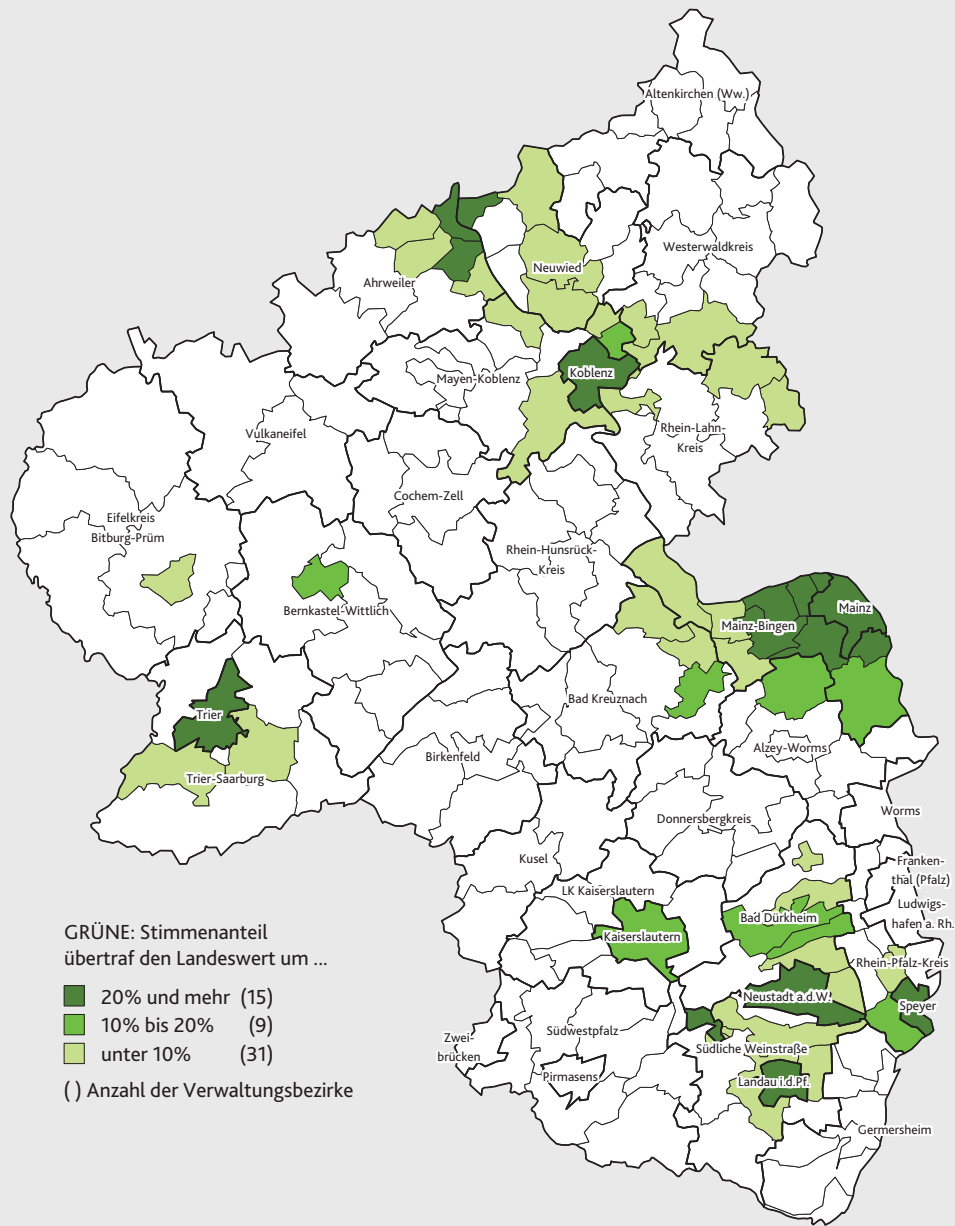 Altenkirchen (Ww.)
Westerwaldkreis
Neuwied
Ahrweiler
Koblenz
Mayen-Koblenz
Rhein-Lahn-
Kreis
Vulkaneifel
Cochem-Zell
Eifelkreis
Bitburg-Prüm
Rhein-Hunsrück-
Kreis
Bernkastel-Wittlich
Mainz
Mainz-Bingen
Bad Kreuznach
Trier
Alzey-Worms
Birkenfeld
Trier-Saarburg
Worms
Donnersbergkreis
Kusel
Franken-
thal (Pfalz)
LK Kaiserslautern
Ludwigs-
hafen a. Rh.
Bad Dürkheim
Kaiserslautern
Rhein-Pfalz-Kreis
Neustadt a.d.W.
Speyer
Südwestpfalz
Zwei-
brücken
Südliche Weinstraße
Pirmasens
Landau i.d.Pf.
Germersheim
GRÜNE: Stimmenanteil
übertraf den Landeswert um ...
20% und mehr (15)
10% bis 20% (9)
unter 10% (31)
( ) Anzahl der Verwaltungsbezirke